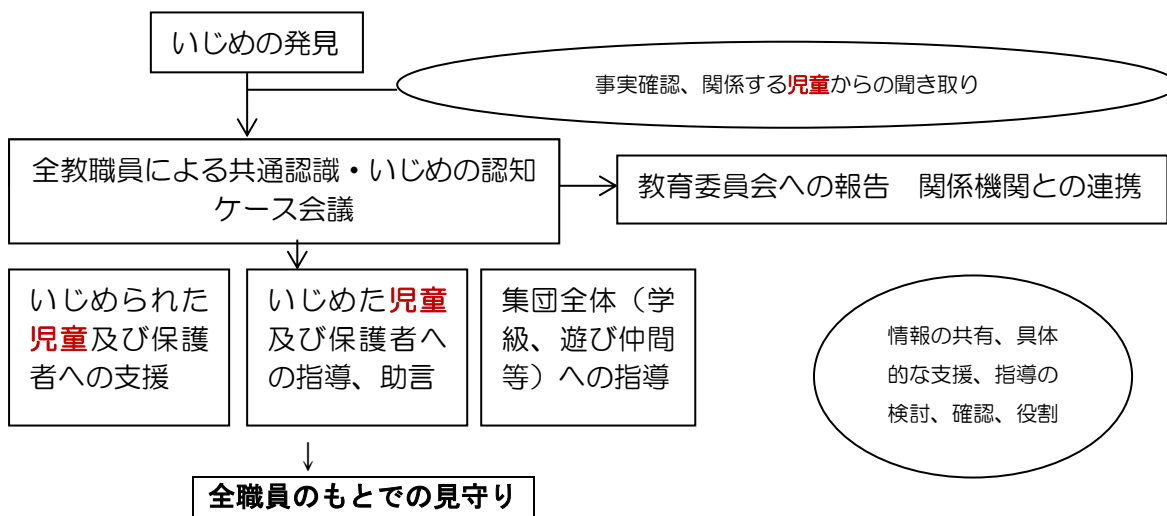 いじめの発見
事実確認、関係する児童からの聞き取り
全教職員による共通認識・いじめの認知
ケース会議
教育委員会への報告　関係機関との連携
いじめられた
児童及び保護
者への支援
いじめた児童
及び保護者へ
の指導、助言
集団全体（学
級、遊び仲間
等）への指導
情報の共有、具体
的な支援、指導の
検討、確認、役割
全職員のもとでの見守り